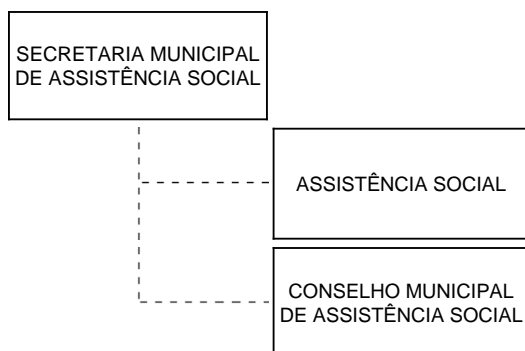 SECRETARIA MUNICIPAL
DE ASSISTÊNCIA SOCIAL
ASSISTÊNCIA SOCIAL
CONSELHO MUNICIPAL
DE ASSISTÊNCIA SOCIAL